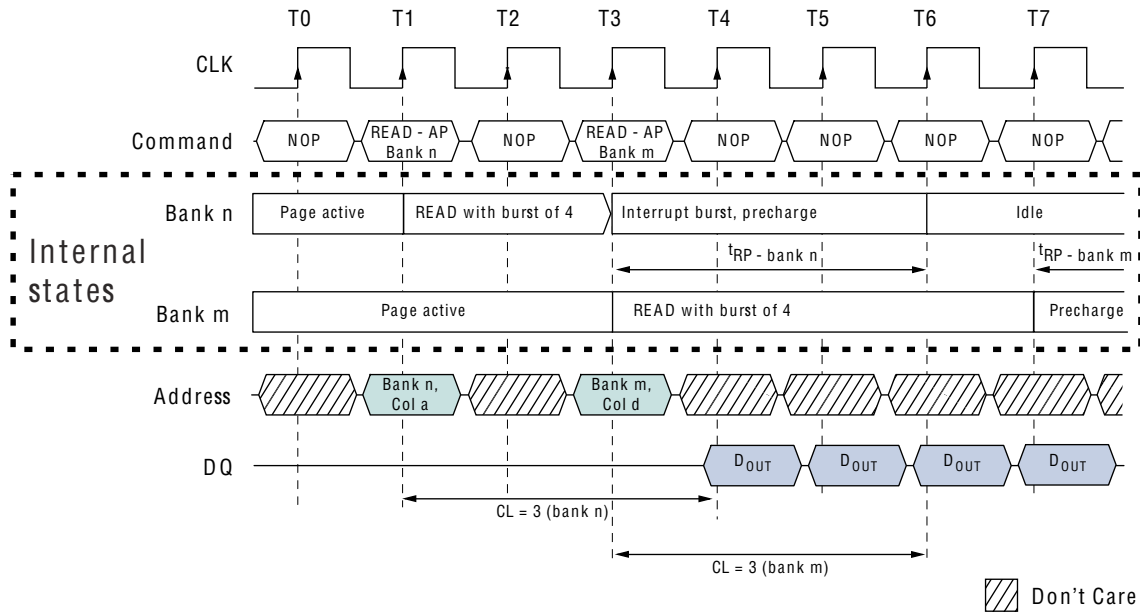 T0 T1 T2 T3 T4 T5 T6 T7
CLK
Command NOP READ - AP Bank n NOP READ - AP Bank m NOP NOP NOP NOP
Internal states
Bank n Page active READ with burst of 4 Interrupt burst, precharge Idle
tRP - bank n tRP - bank m
Bank m Page active READ with burst of 4 Precharge
Address Bank n, Col a Bank m, Col d
DQ DOUT DOUT DOUT DOUT
CL = 3 (bank n)
CL = 3 (bank m)
Don't Care